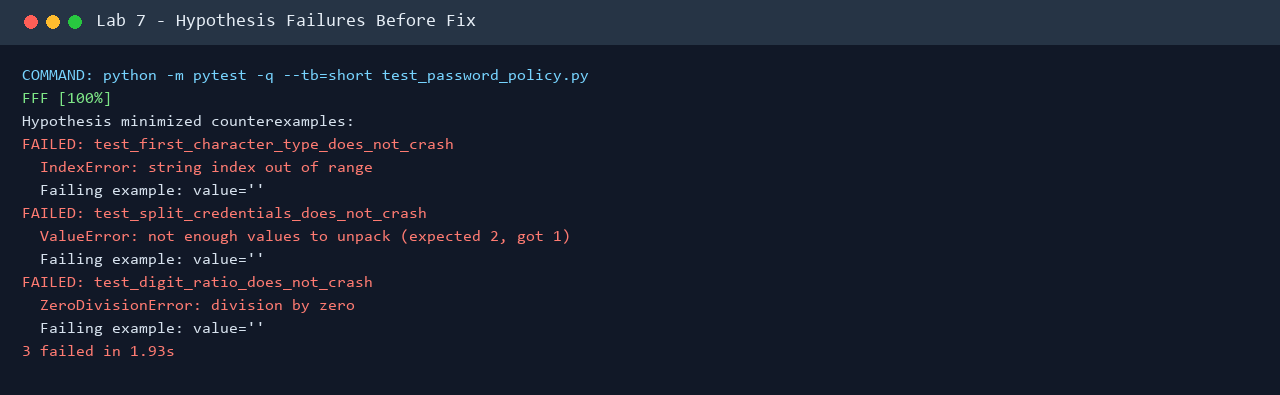 Lab 7 - Hypothesis Failures Before Fix
COMMAND: python -m pytest -q --tb=short test_password_policy.py
FFF [100%]
Hypothesis minimized counterexamples:
FAILED: test_first_character_type_does_not_crash
  IndexError: string index out of range
  Failing example: value=''
FAILED: test_split_credentials_does_not_crash
  ValueError: not enough values to unpack (expected 2, got 1)
  Failing example: value=''
FAILED: test_digit_ratio_does_not_crash
  ZeroDivisionError: division by zero
  Failing example: value=''
3 failed in 1.93s